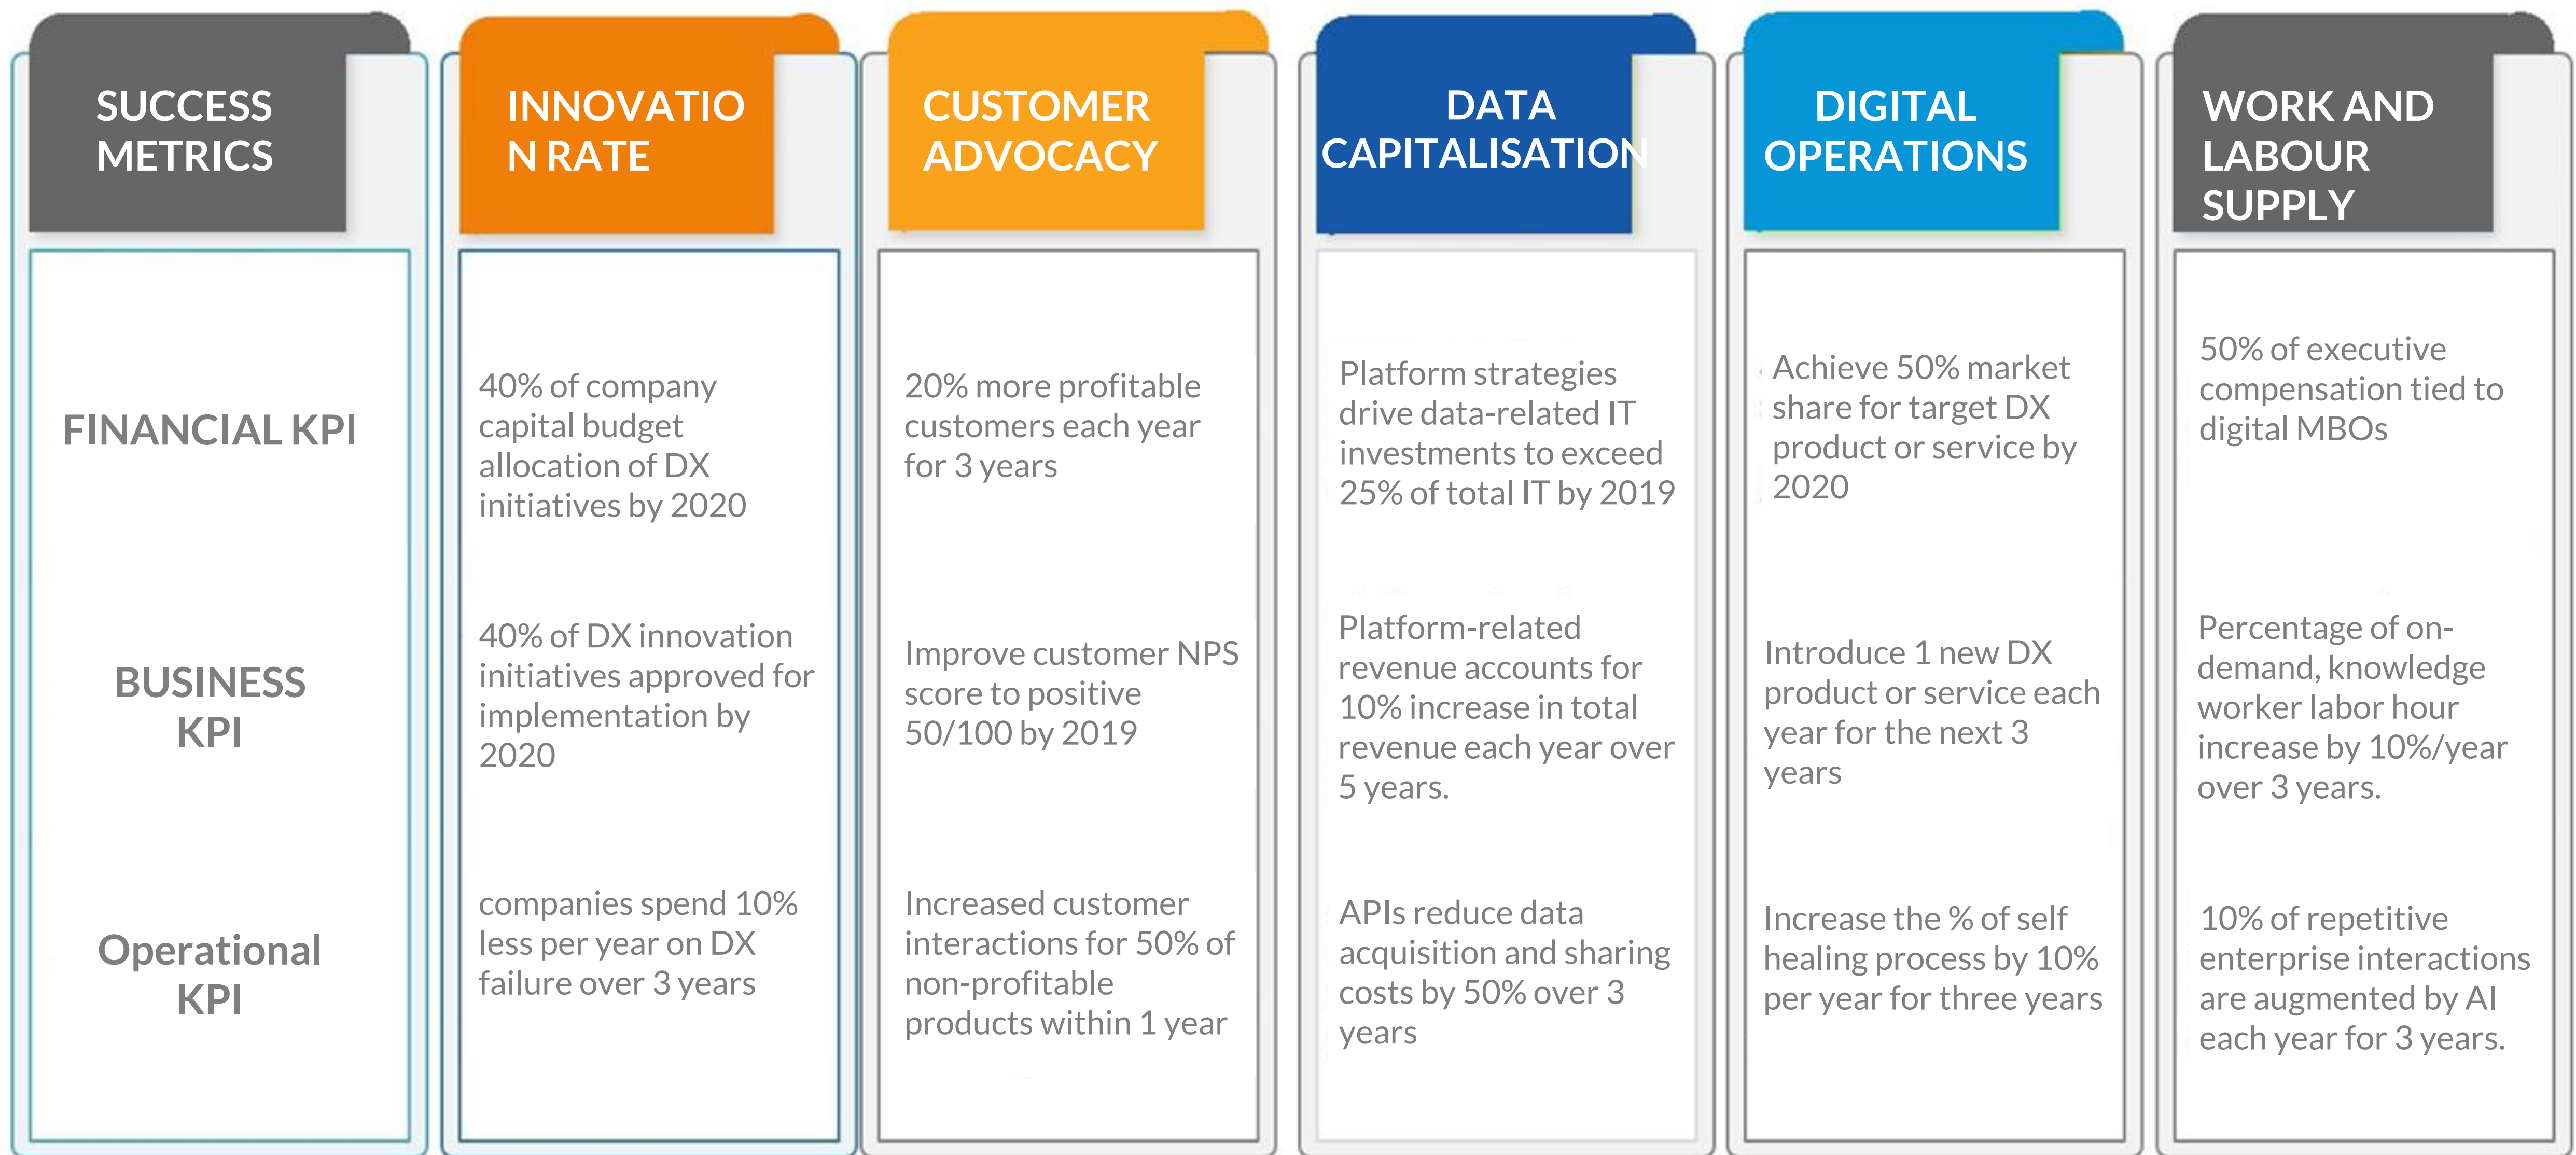 SUCCESS
METRICS
INNOVATIO
N RATE
CUSTOMER
ADVOCACY
DATA
CAPITALISATION
DIGITAL
OPERATIONS
WORK AND
LABOUR
SUPPLY
FINANCIAL KPI
40% of company
capital budget
allocation of DX
initiatives by 2020
20% more profitable
customers each year
for 3 years
Platform strategies
drive data-related IT
investments to exceed
25% of total IT by 2019
Achieve 50% market
share for target DX
product or service by
2020
50% of executive
compensation tied to
digital MBOs
BUSINESS
KPI
40% of DX innovation
initiatives approved for
implementation by
2020
Improve customer NPS
score to positive
50/100 by 2019
Platform-related
revenue accounts for
10% increase in total
revenue each year over
5 years.
Introduce 1 new DX
product or service each
year for the next 3
years
Percentage of on-
demand, knowledge
worker labor hour
increase by 10%/year
over 3 years.
Operational
KPI
companies spend 10%
less per year on DX
failure over 3 years
Increased customer
interactions for 50% of
non-profitable
products within 1 year
APIs reduce data
acquisition and sharing
costs by 50% over 3
years
Increase the % of self
healing process by 10%
per year for three years
10% of repetitive
enterprise interactions
are augmented by AI
each year for 3 years.